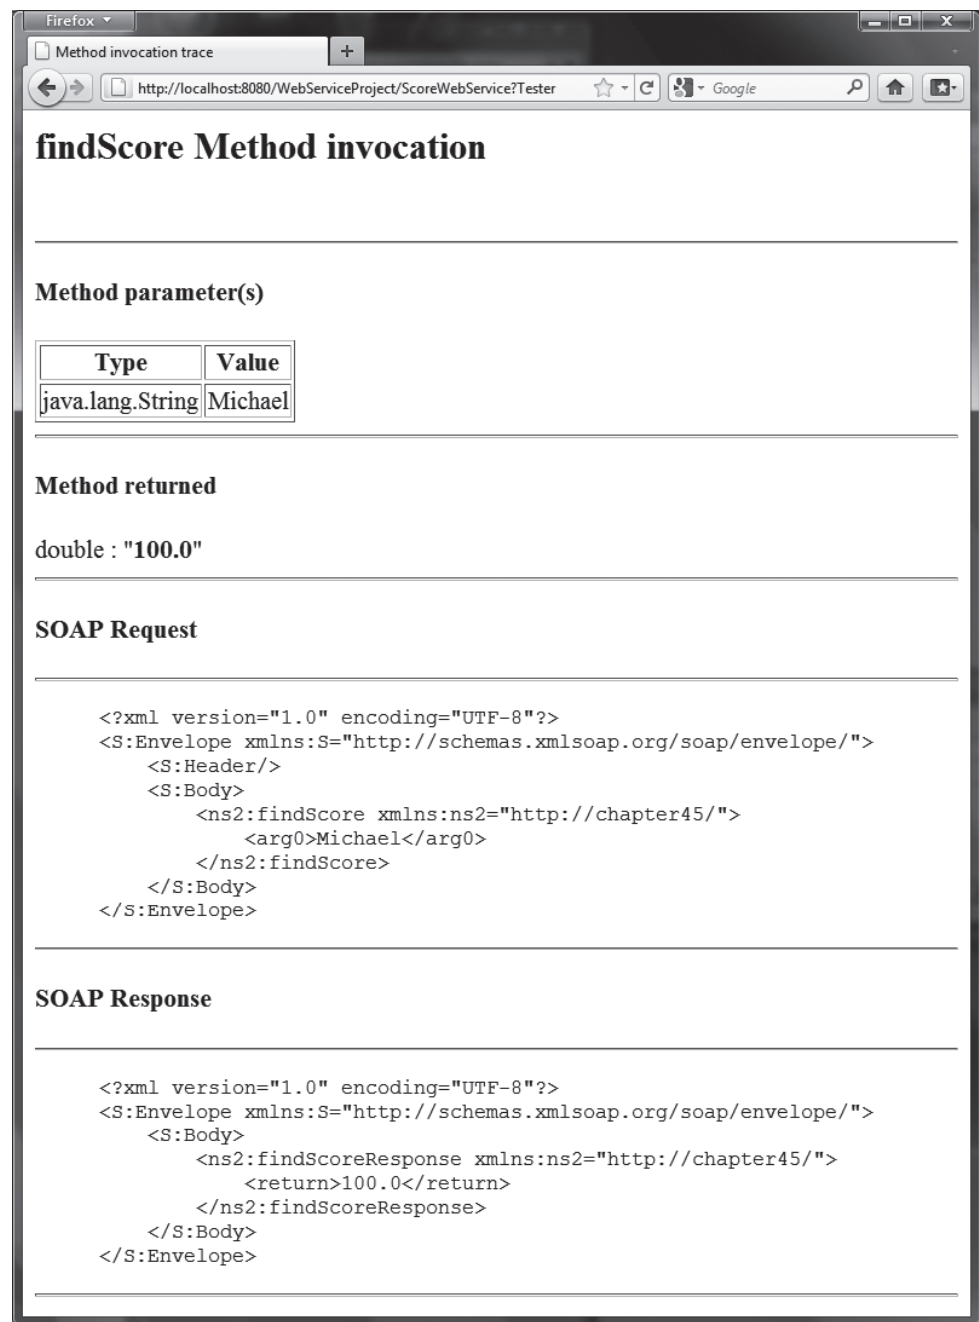 Firefox
Method invocation trace
http://localhost:8080/WebServiceProject/ScoreWebService?Tester
Google
findScore Method invocation
Method parameter(s)
Type Value
java.lang.String Michael
Method returned
double : "100.0"
SOAP Request
<?xml version="1.0" encoding="UTF-8"?>
<S:Envelope xmlns:S="http://schemas.xmlsoap.org/soap/envelope/">
    <S:Header/>
    <S:Body>
        <ns2:findScore xmlns:ns2="http://chapter45/">
            <arg0>Michael</arg0>
        </ns2:findScore>
    </S:Body>
</S:Envelope>
SOAP Response
<?xml version="1.0" encoding="UTF-8"?>
<S:Envelope xmlns:S="http://schemas.xmlsoap.org/soap/envelope/">
    <S:Body>
        <ns2:findScoreResponse xmlns:ns2="http://chapter45/">
            <return>100.0</return>
        </ns2:findScoreResponse>
    </S:Body>
</S:Envelope>